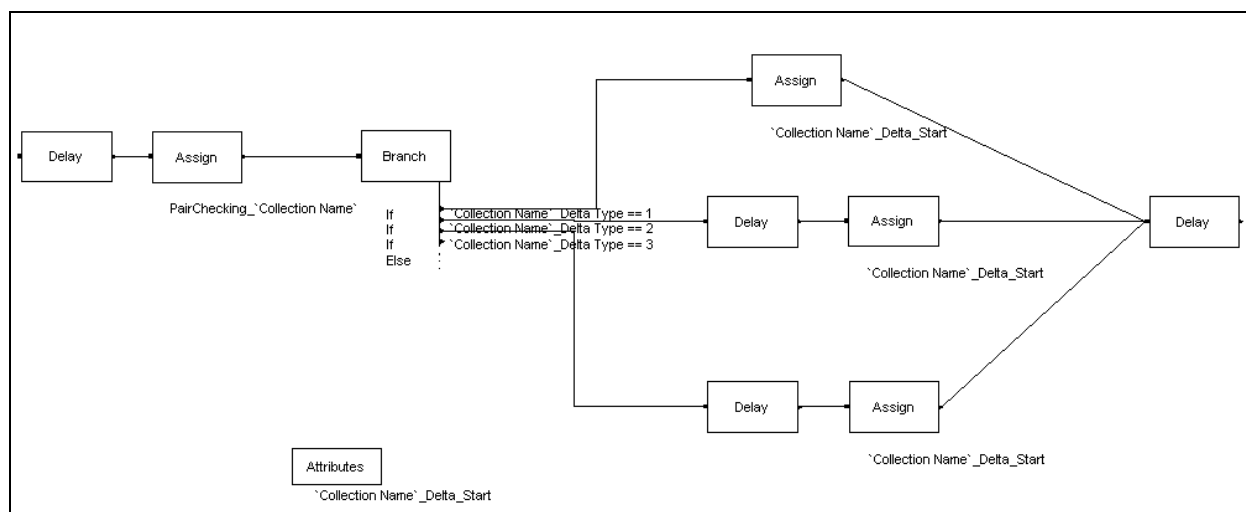 Assign
`Collection Name`_Delta_Start
Delay
Assign
Branch
PairChecking_`Collection Name`
If `Collection Name`_Delta Type == 1
If `Collection Name`_Delta Type == 2
If `Collection Name`_Delta Type == 3
Else
Delay
Assign
Delay
`Collection Name`_Delta_Start
Delay
Assign
`Collection Name`_Delta_Start
Attributes
`Collection Name`_Delta_Start